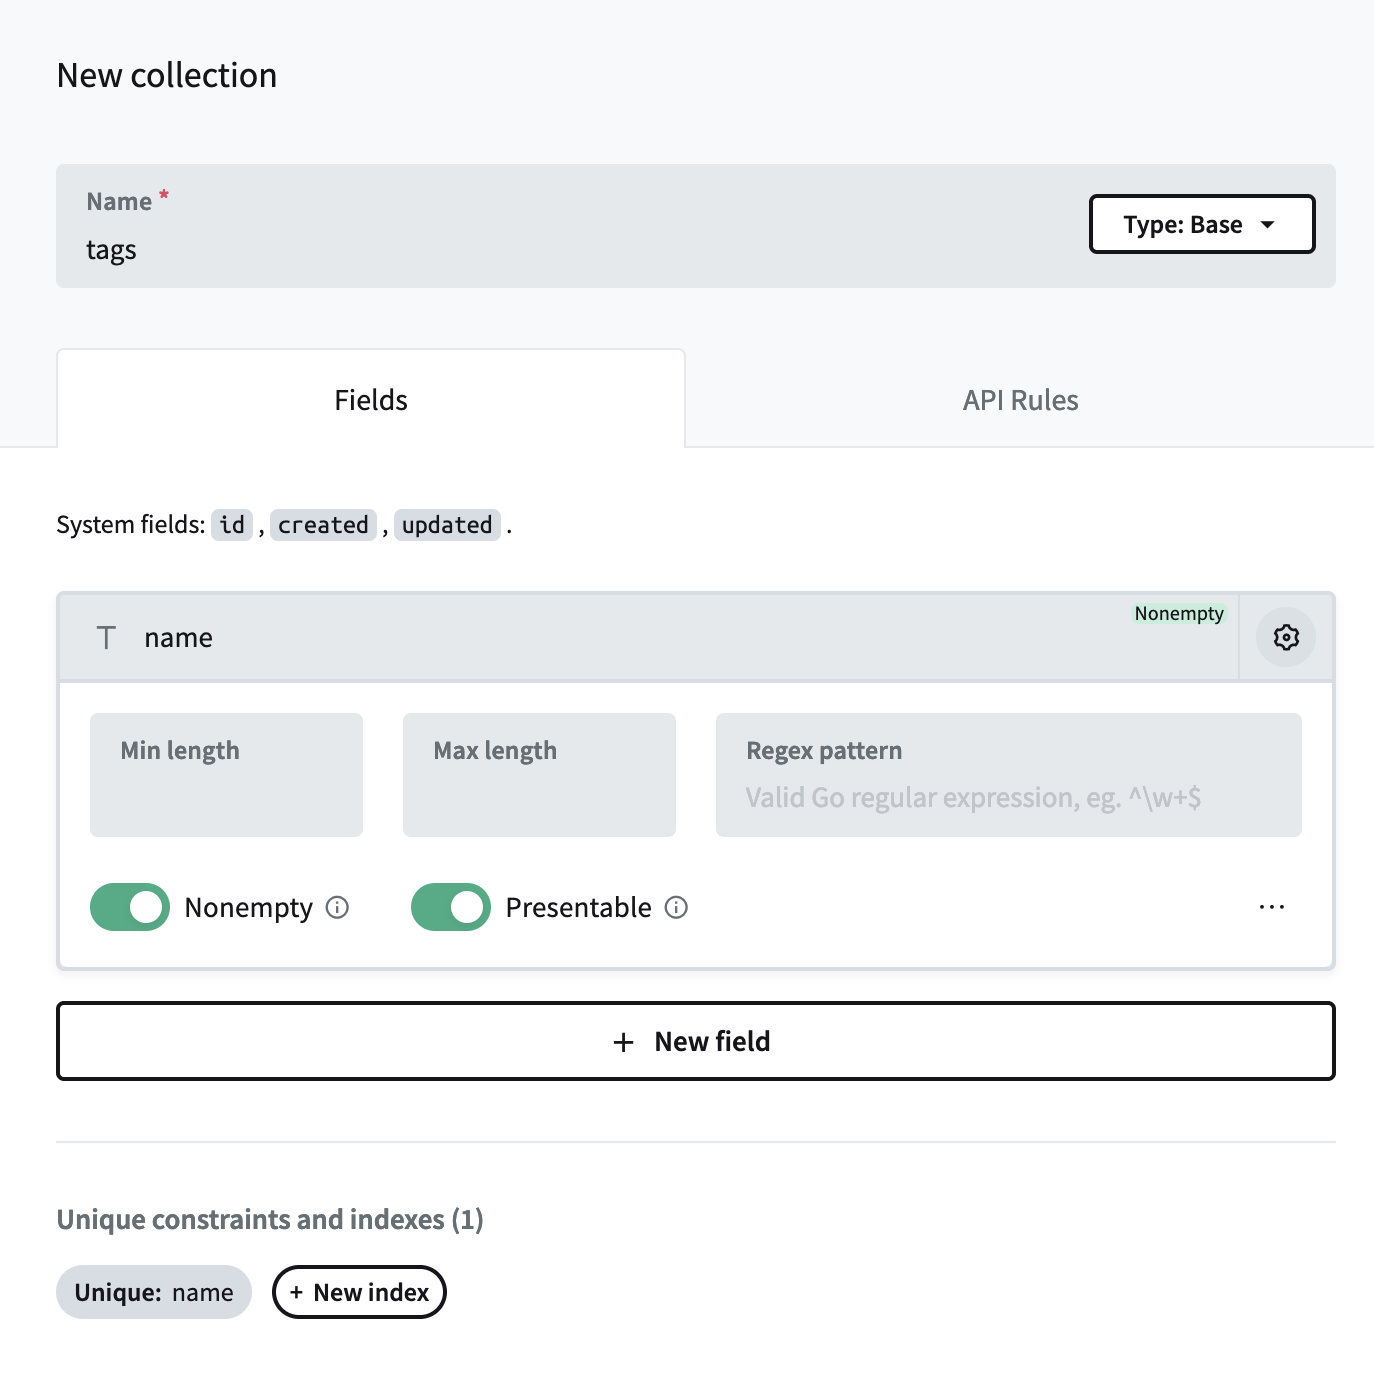 New collection
Name *
tags
Type: Base
Fields
API Rules
System fields: id , created , updated .
Nonempty
name
Min length
Max length
Regex pattern
Valid Go regular expression, eg. ^\w+$
Nonempty
Presentable
+ New field
Unique constraints and indexes (1)
Unique: name
+ New index